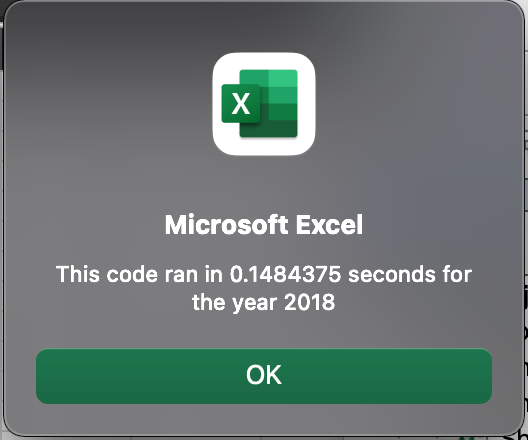 X
Microsoft Excel
This code ran in 0.1484375 seconds for
the year 2018
OK